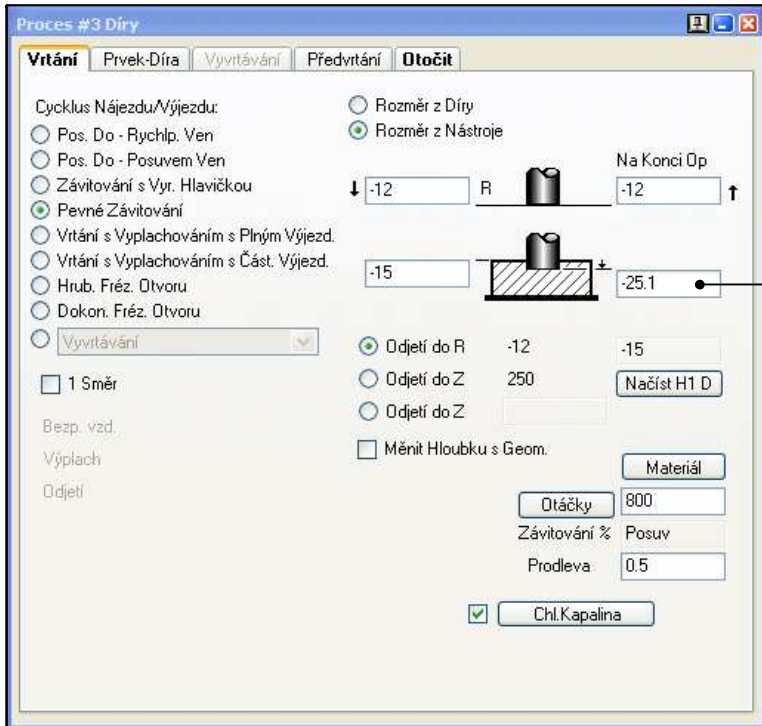 Proces #3 Díry
Vrtání Prvek-Díra Vyvrtávání Předvrtání Otočit
Cycklus Nájezdu/Výjezdu:
Pos. Do - Rychlp. Ven
Pos. Do - Posuvem Ven
Závitování s Vyr. Hlavičkou
Pevné Závitování
Vrtání s Vyplachováním s Plným Výjezd.
Vrtání s Vyplachováním s Část. Výjezd.
Hrub. Fréz. Otvoru
Dokon. Fréz. Otvoru
Vyvrtávání
1 Směr
Bezp. vzd.
Výplach
Odjetí
Rozměr z Díry
Rozměr z Nástroje
Na Konci Op
-12 R -12
-15 -25.1
Odjetí do R -12 -15
Odjetí do Z 250 Načíst H1 D
Odjetí do Z
Měnit Hloubku s Geom.
Materiál
Otáčky 800
Závitování % Posuv
Prodleva 0.5
Chl.Kapalina